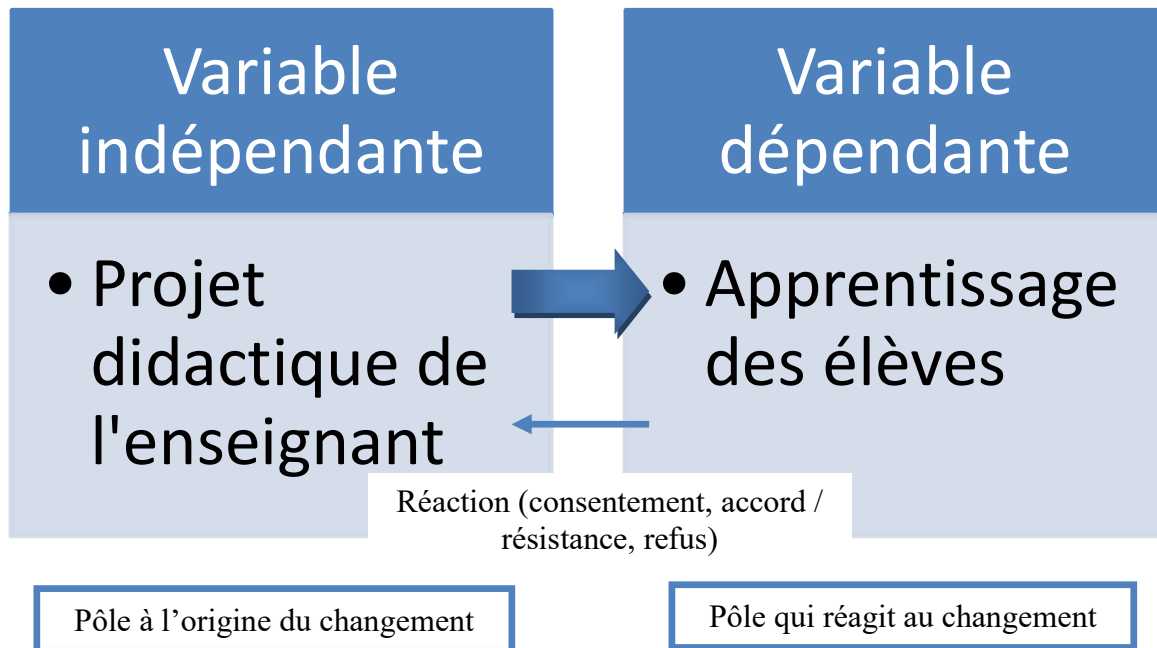 Variable
indépendante
• Projet
didactique de
l'enseignant
Variable
dépendante
• Apprentissage
des élèves
Réaction (consentement, accord /
résistance, refus)
Pôle à l’origine du changement
Pôle qui réagit au changement